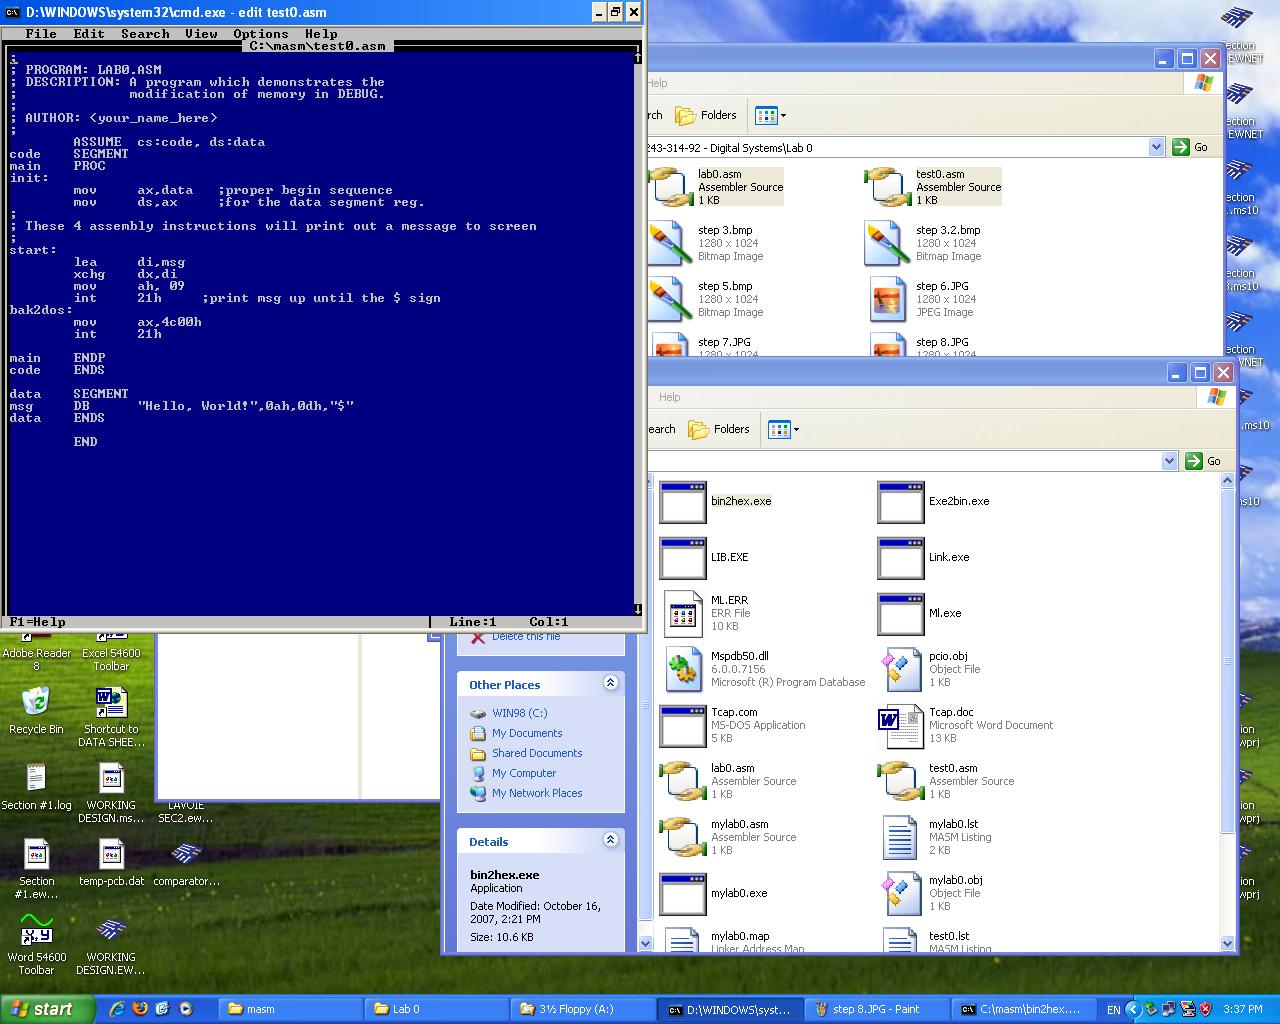 D:\WINDOWS\system32\cmd.exe - edit test0.asm
File Edit Search View Options Help
C:\masm\test0.asm
;
; PROGRAM: LAB0.ASM
; DESCRIPTION: A program which demonstrates the
; modification of memory in DEBUG.
;
; AUTHOR: <your_name_here>
;
ASSUME cs:code, ds:data
code SEGMENT
main PROC
init:
mov ax,data ;proper begin sequence
mov ds,ax ;for the data segment reg.
;
; These 4 assembly instructions will print out a message to screen
;
start:
lea di,msg
xchg dx,di
mov ah, 09
int 21h ;print msg up until the $ sign
bak2dos:
mov ax,4c00h
int 21h
main ENDP
code ENDS
data SEGMENT
msg DB "Hello, World!",0ah,0dh,"$"
data ENDS
END
F1=Help Line:1 Col:1
Help
rch Folders
243-314-92 - Digital Systems\Lab 0 Go
lab0.asm
Assembler Source
1 KB
test0.asm
Assembler Source
1 KB
step 3.bmp
1280 x 1024
Bitmap Image
step 3.2.bmp
1280 x 1024
Bitmap Image
step 5.bmp
1280 x 1024
Bitmap Image
step 6.JPG
1280 x 1024
JPEG Image
step 7.JPG
1280 x 1024
step 8.JPG
1280 x 1024
Help
earch Folders
Go
bin2hex.exe
Exe2bin.exe
LIB.EXE
Link.exe
ML.ERR
ERR File
10 KB
Ml.exe
Mspdb50.dll
6.0.0.7156
Microsoft (R) Program Database
pcio.obj
Object File
1 KB
Tcap.com
MS-DOS Application
5 KB
Tcap.doc
Microsoft Word Document
13 KB
lab0.asm
Assembler Source
1 KB
test0.asm
Assembler Source
1 KB
mylab0.asm
Assembler Source
1 KB
mylab0.lst
MASM Listing
2 KB
mylab0.exe
mylab0.obj
Object File
1 KB
mylab0.map
Linker Address Map
test0.lst
MASM Listing
Delete this file
Other Places
WIN98 (C:)
My Documents
Shared Documents
My Computer
My Network Places
Details
bin2hex.exe
Application
Date Modified: October 16,
2007, 2:21 PM
Size: 10.6 KB
Adobe Reader
8
Excel 54600
Toolbar
Recycle Bin
Shortcut to
DATA SHEE...
Section #1.log
WORKING
DESIGN.ms...
LAVOIE
SEC2.ew...
Section
#1.ew...
temp-pcb.dat
comparator...
Word 54600
Toolbar
WORKING
DESIGN.EW...
start
masm
Lab 0
3½ Floppy (A:)
D:\WINDOWS\syst...
step 8.JPG - Paint
C:\masm\bin2hex....
EN
3:37 PM